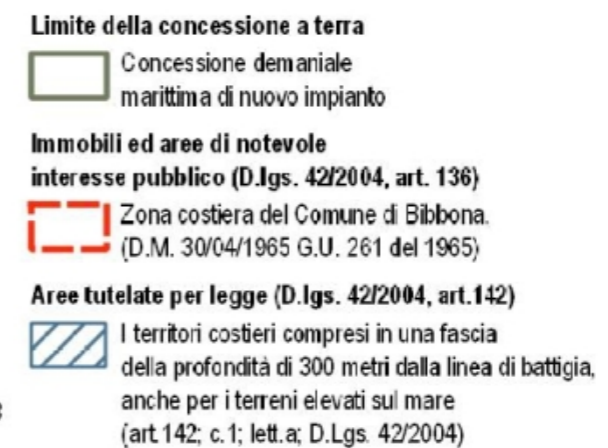 Limite della concessione a terra
Concessione demaniale
marittima di nuovo impianto
Immobili ed aree di notevole
interesse pubblico (D.lgs. 42/2004, art. 136)
Zona costiera del Comune di Bibbona.
(D.M. 30/04/1965 G.U. 261 del 1965)
Aree tutelate per legge (D.lgs. 42/2004, art.142)
I territori costieri compresi in una fascia
della profondità di 300 metri dalla linea di battigia,
anche per i terreni elevati sul mare
(art.142; c.1; lett.a; D.Lgs. 42/2004)